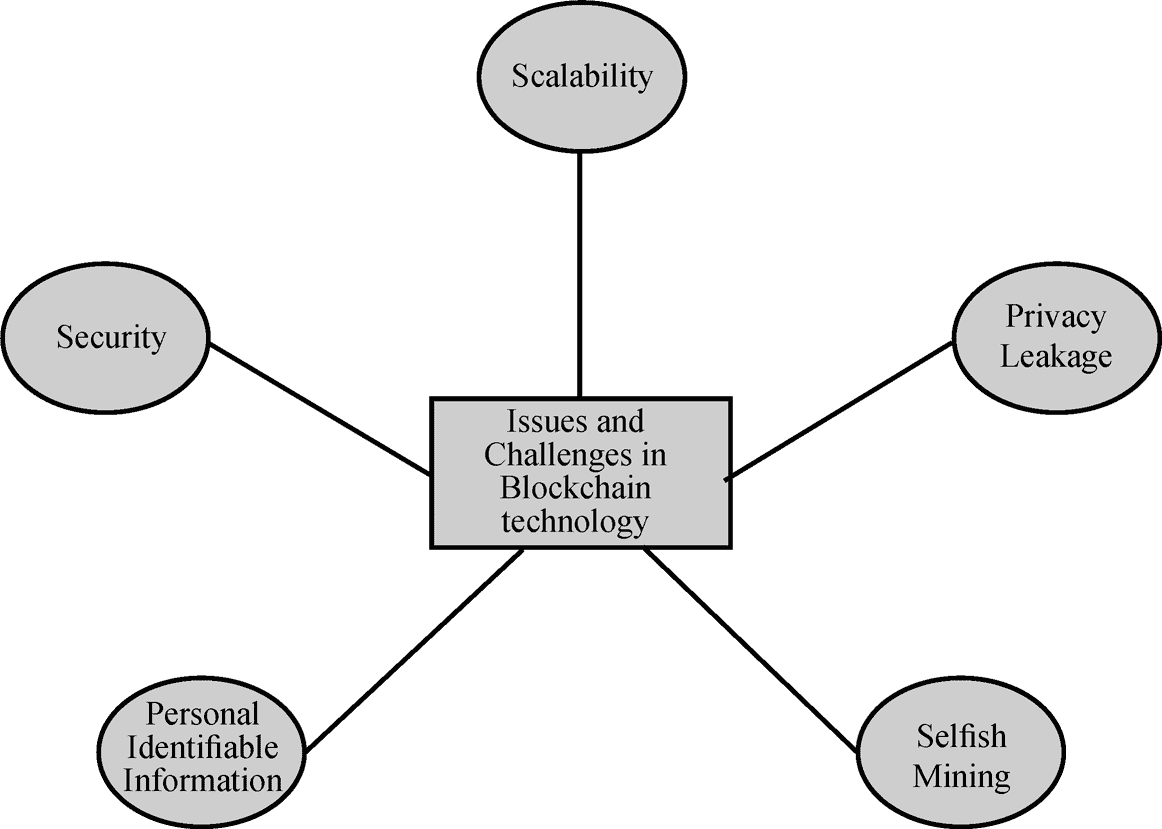 Scalability
Security
Privacy
Leakage
Issues and
Challenges in
Blockchain
technology
Personal
Identifiable
Information
Selfish
Mining